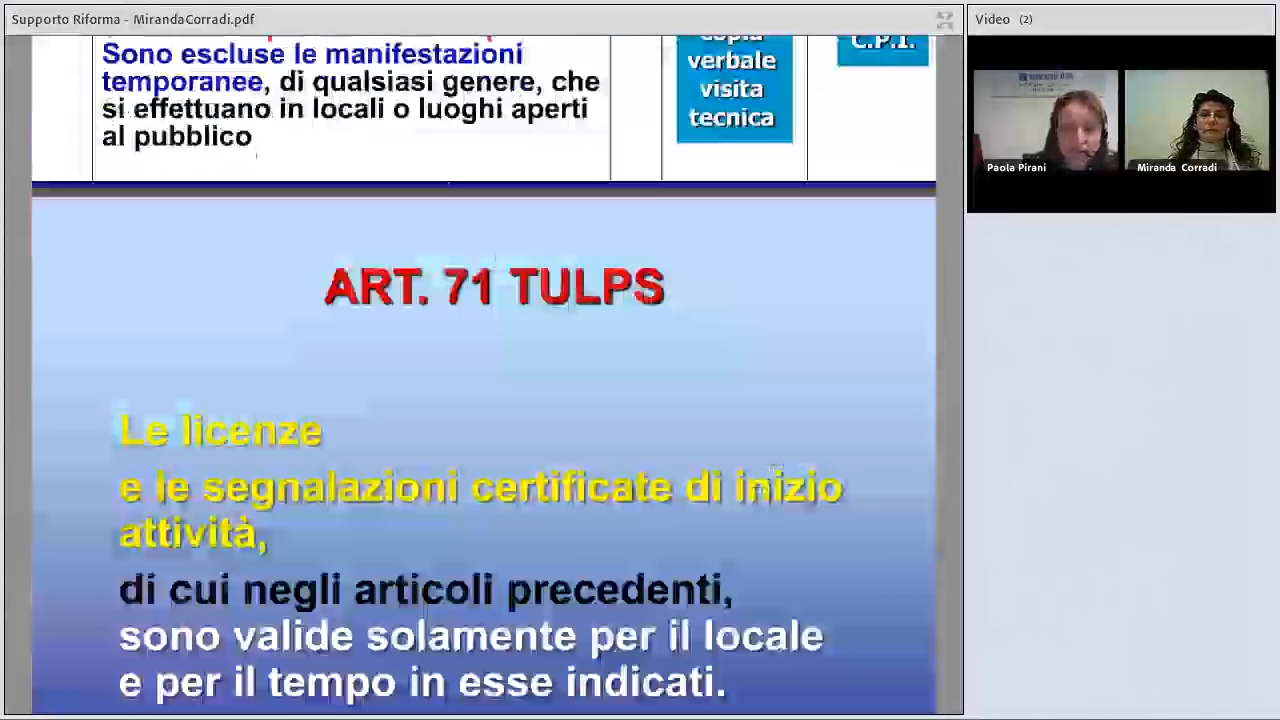 Supporto Riforma - MirandaCorradi.pdf
Video (2)
Sono escluse le manifestazioni
temporanee, di qualsiasi genere, che
si effettuano in locali o luoghi aperti
al pubblico
copia
verbale
visita
tecnica
C.P.I.
Paola Pirani
Miranda Corradi
ART. 71 TULPS
Le licenze
e le segnalazioni certificate di inizio
attività,
di cui negli articoli precedenti,
sono valide solamente per il locale
e per il tempo in esse indicati.